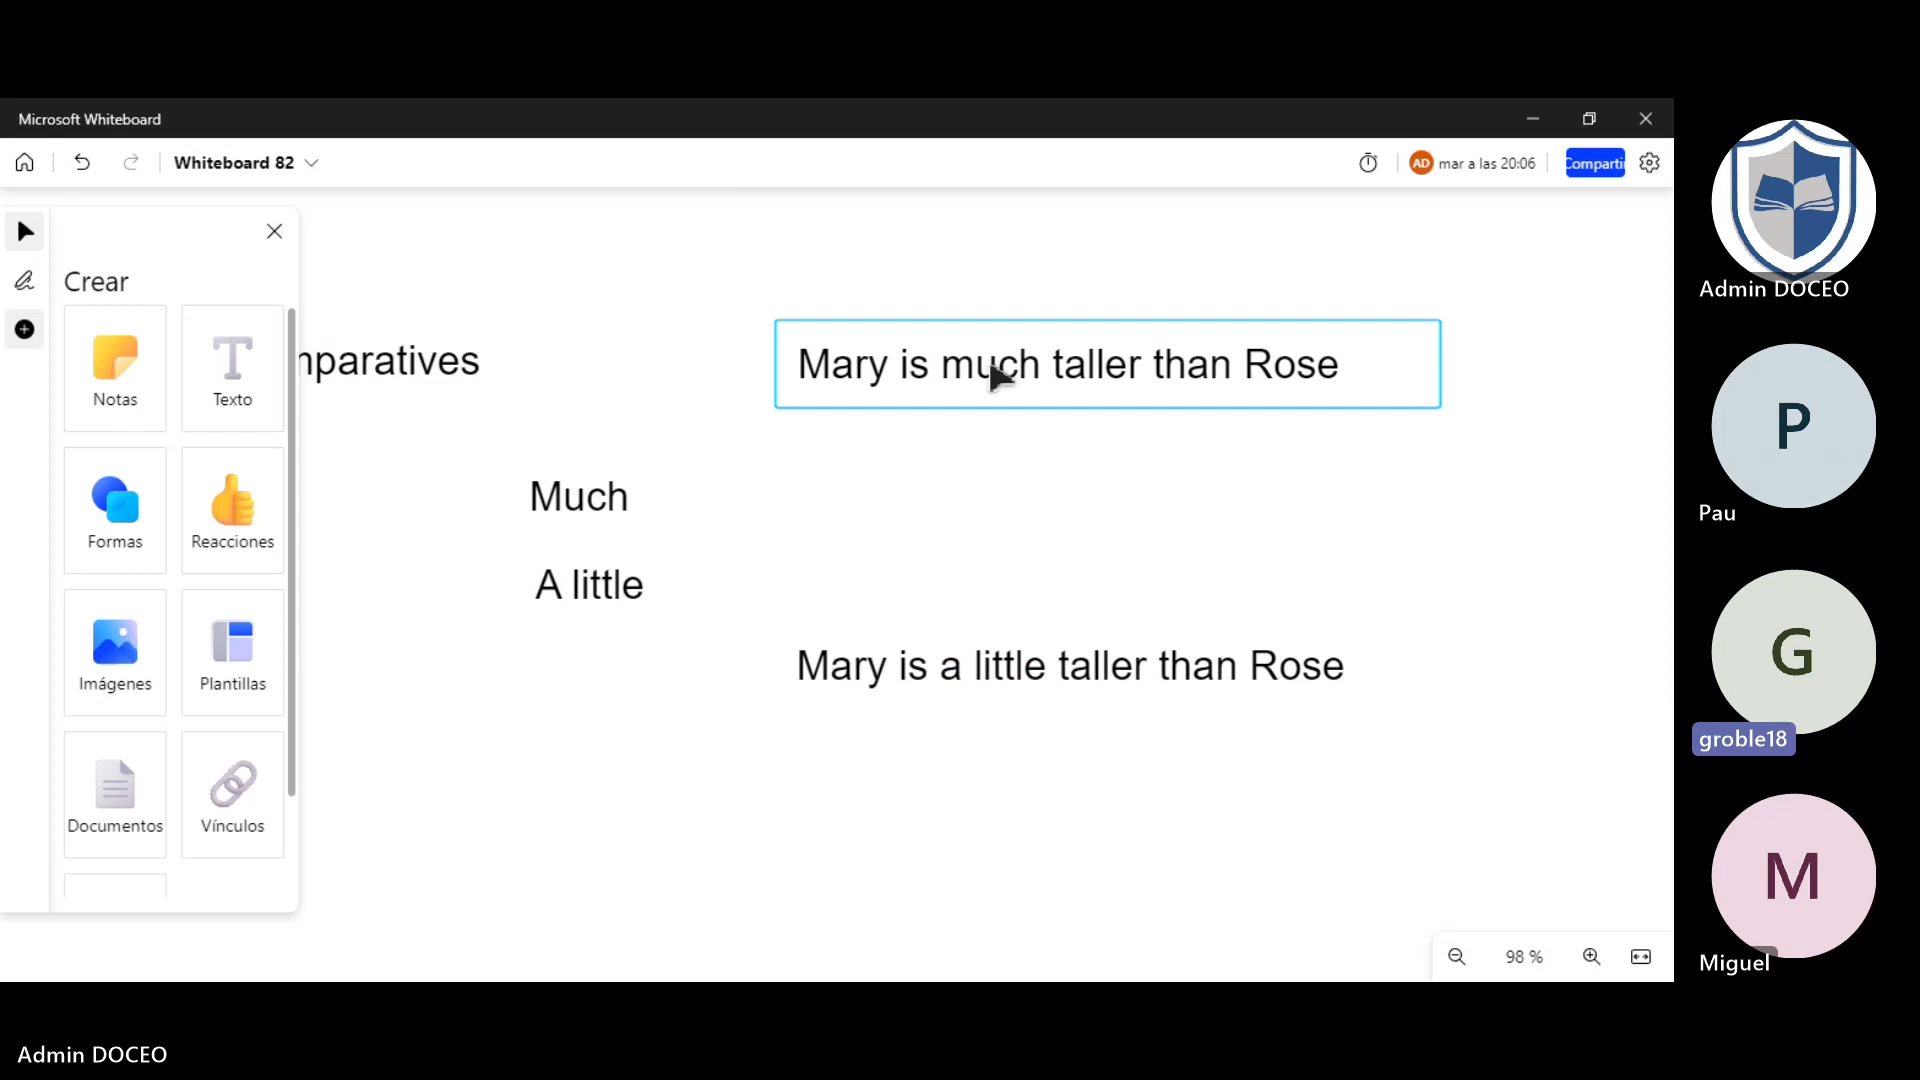 Microsoft Whiteboard
Whiteboard 82
AD mar a las 20:06
Comparti
Crear
Notas
Texto
Formas
Reacciones
Imágenes
Plantillas
Documentos
Vínculos
mparatives
Mary is much taller than Rose
Much
A little
Mary is a little taller than Rose
98 %
Admin DOCEO
P
Pau
G
groble18
M
Miguel
Admin DOCEO